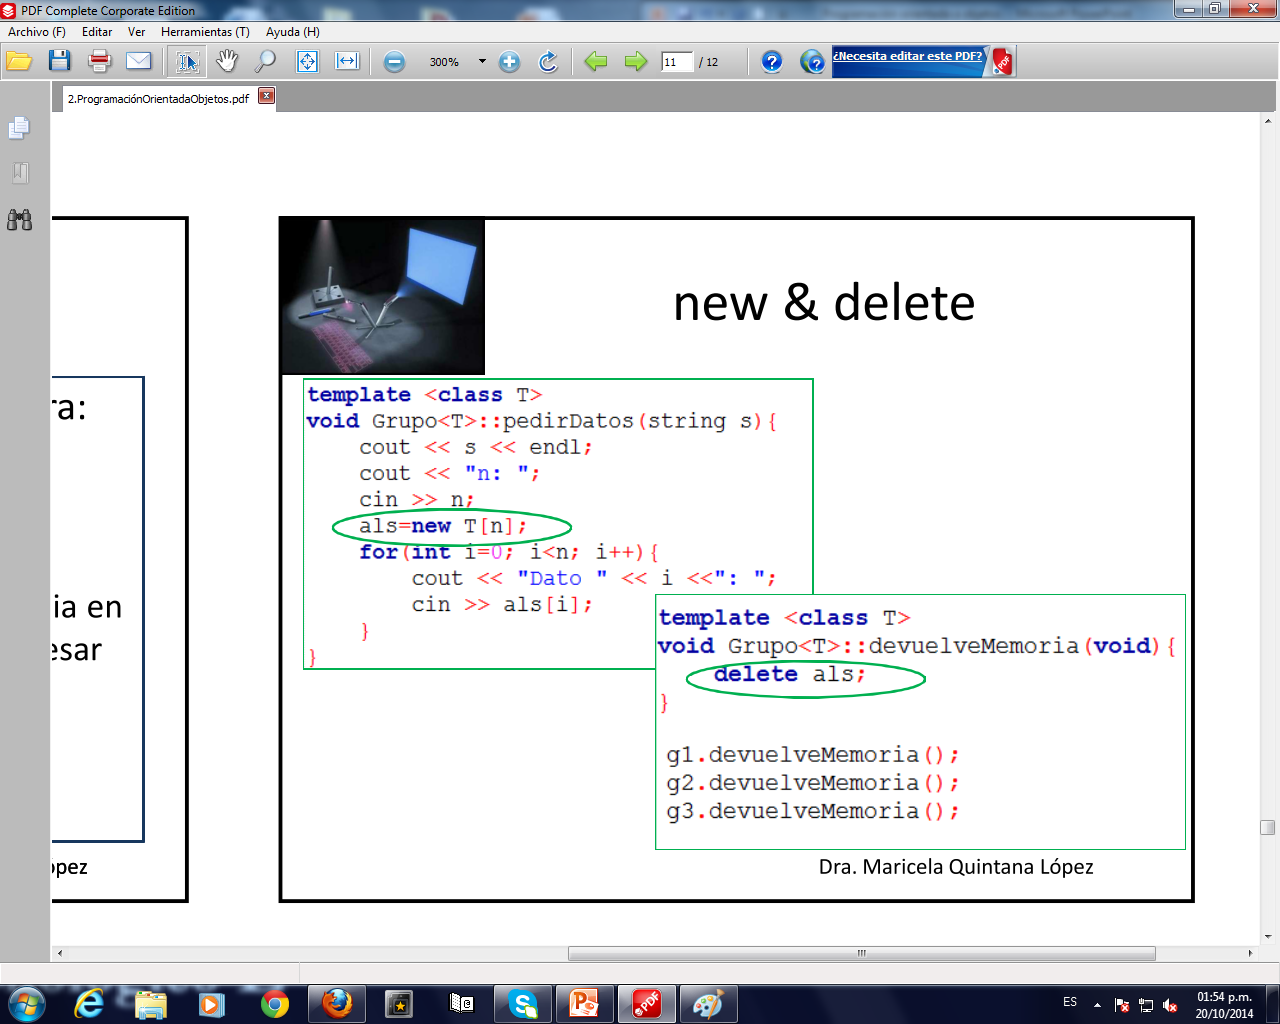 PDF Complete Corporate Edition
Archivo (F) Editar Ver Herramientas (T) Ayuda (H)
300% 11 / 12 ¿Necesita editar este PDF? PDF
2.ProgramaciónOrientadaObjetos.pdf
ra:
ia en
esar
ópez
new & delete
template <class T>
void Grupo<T>::pedirDatos(string s){
cout << s << endl;
cout << "n: ";
cin >> n;
als=new T[n];
for(int i=0; i<n; i++){
cout << "Dato " << i <<": ";
cin >> als[i];
}
}
template <class T>
void Grupo<T>::devuelveMemoria(void){
delete als;
}
g1.devuelveMemoria();
g2.devuelveMemoria();
g3.devuelveMemoria();
Dra. Maricela Quintana López
ES 01:54 p.m.
20/10/2014